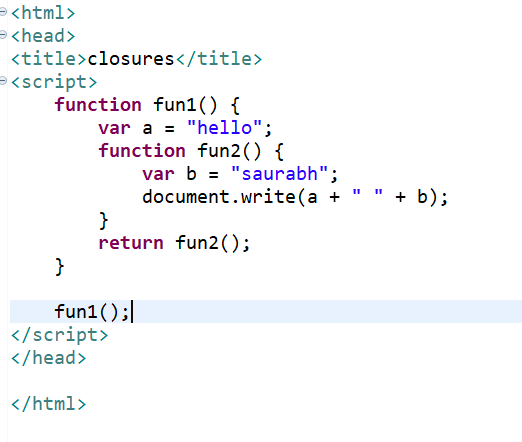 <html>
<head>
<title>closures</title>
<script>
    function fun1() {
        var a = "hello";
        function fun2() {
            var b = "saurabh";
            document.write(a + " " + b);
        }
        return fun2();
    }

    fun1();
</script>
</head>

</html>